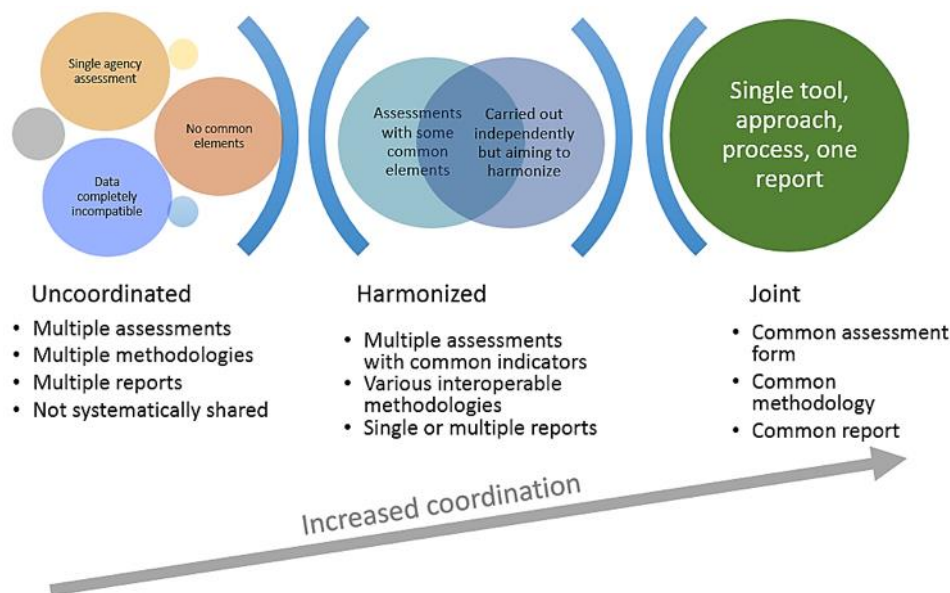 Single agency
assessment
No common
elements
Data
completely
incompatible
Assessments
with some
common
elements
Carried out
independently
but aiming to
harmonize
Single tool,
approach,
process, one
report
Uncoordinated
• Multiple assessments
• Multiple methodologies
• Multiple reports
• Not systematically shared
Harmonized
• Multiple assessments
with common indicators
• Various interoperable
methodologies
• Single or multiple reports
Joint
• Common assessment
form
• Common
methodology
• Common report
Increased coordination